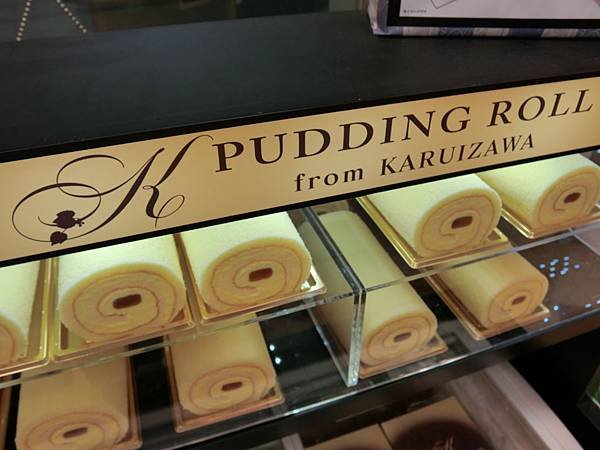 K PUDDING ROLL
from KARUIZAWA